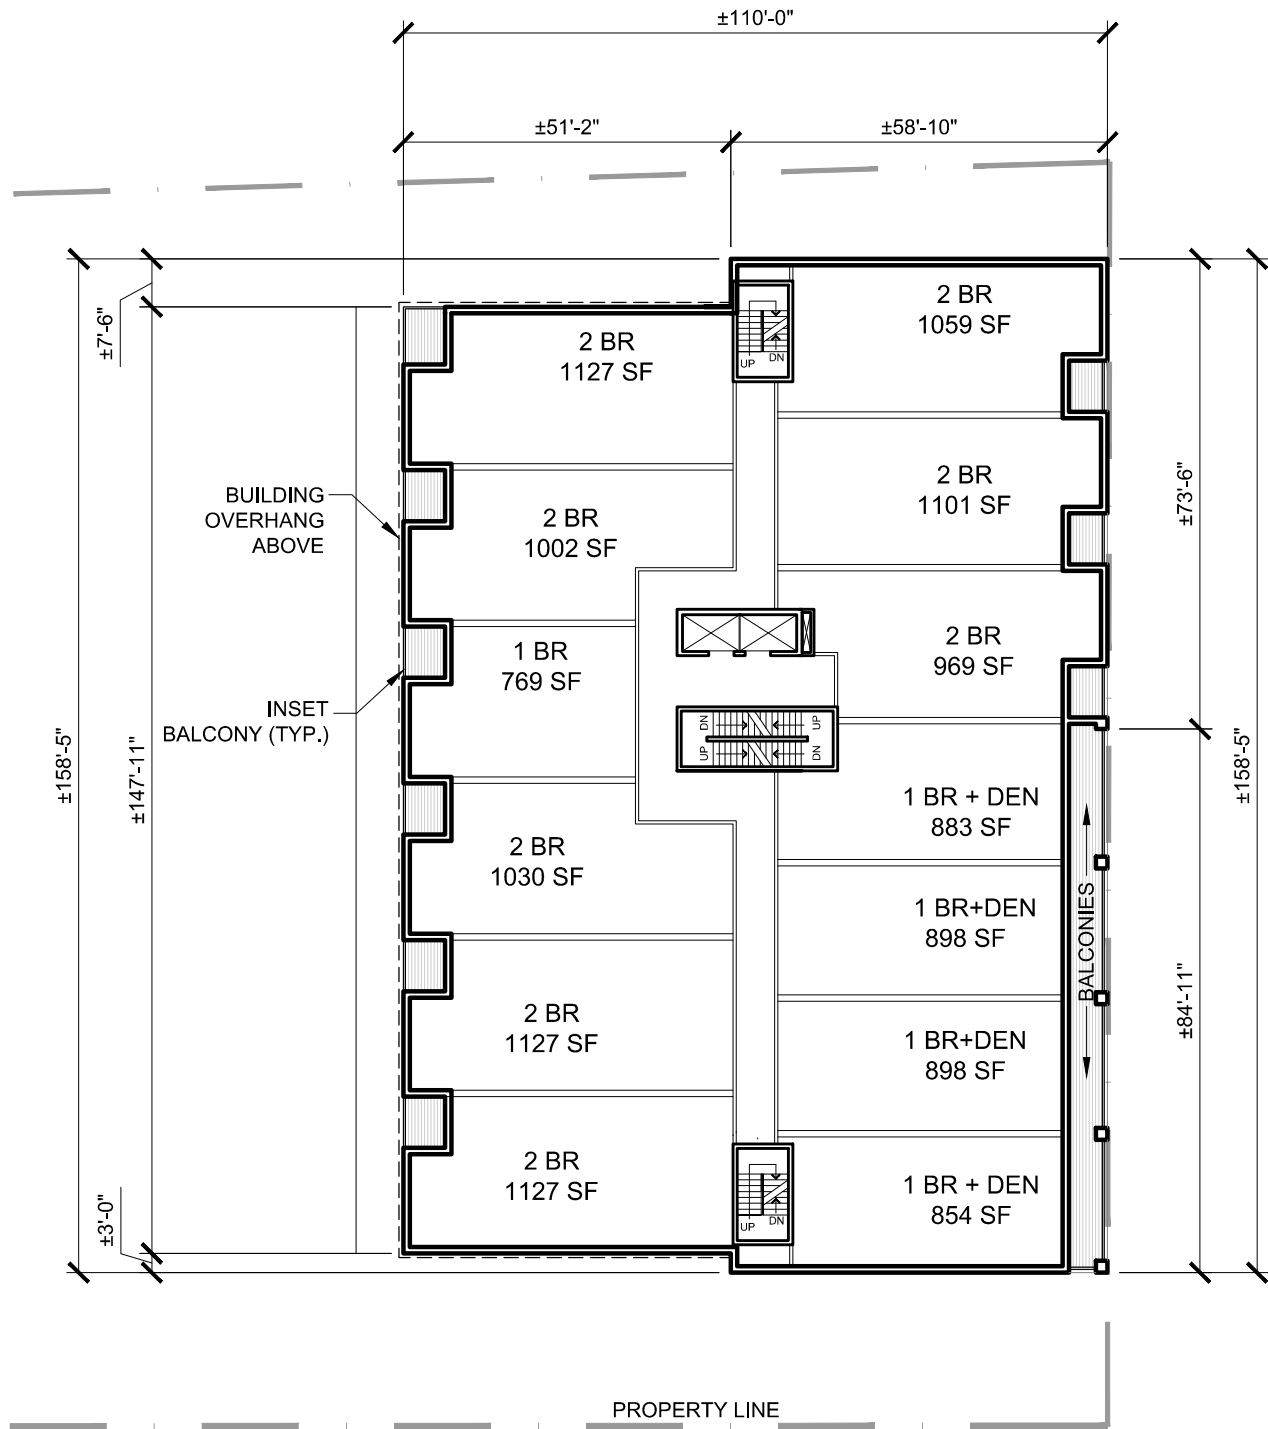 ±110'-0"
±51'-2"
±58'-10"
±7'-6"
±158'-5"
±147'-11"
±3'-0"
BUILDING
OVERHANG
ABOVE
INSET
BALCONY (TYP.)
2 BR
1127 SF
2 BR
1002 SF
1 BR
769 SF
2 BR
1030 SF
2 BR
1127 SF
2 BR
1127 SF
UP
DN
DN
UP
UP
DN
UP
DN
2 BR
1059 SF
2 BR
1101 SF
2 BR
969 SF
1 BR + DEN
883 SF
1 BR+DEN
898 SF
1 BR+DEN
898 SF
1 BR + DEN
854 SF
BALCONIES
±73'-6"
±84'-11"
±158'-5"
PROPERTY LINE